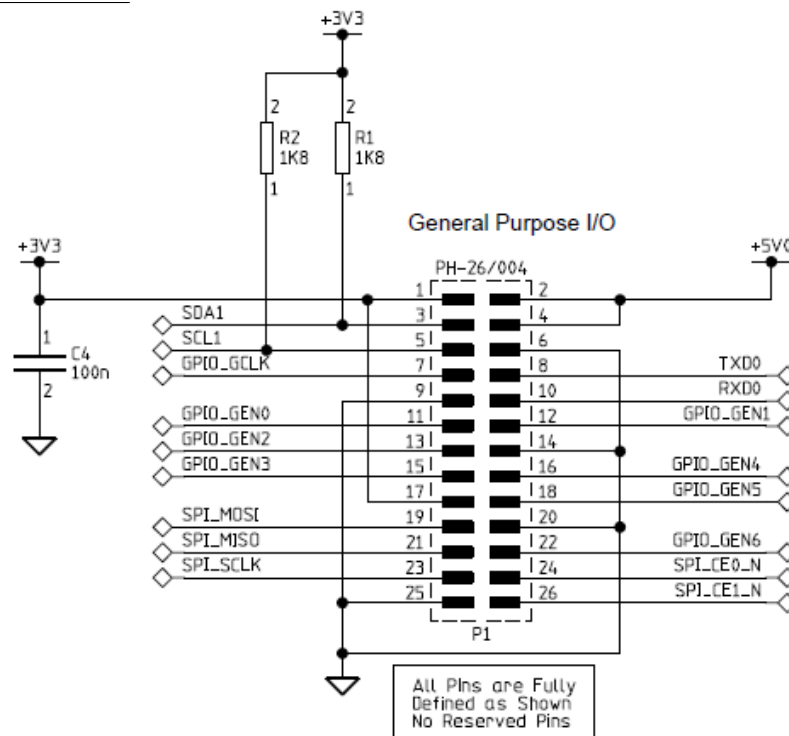 +3V3
2
2
R2
1K8
R1
1K8
1
1
General Purpose I/O
+3V3
+5V0
PH-26/004
1
2
SDA1
3
4
SCL1
5
6
GPIO_GCLK
7
8
TXD0
9
10
RXD0
GPIO_GEN0
11
12
GPIO_GEN1
GPIO_GEN2
13
14
GPIO_GEN3
15
16
GPIO_GEN4
17
18
GPIO_GEN5
SPI_MOSI
19
20
SPI_MISO
21
22
GPIO_GEN6
SPI_SCLK
23
24
SPI_CE0_N
25
26
SPI_CE1_N
1
C4
100n
2
P1
All Pins are Fully
Defined as Shown
No Reserved Pins